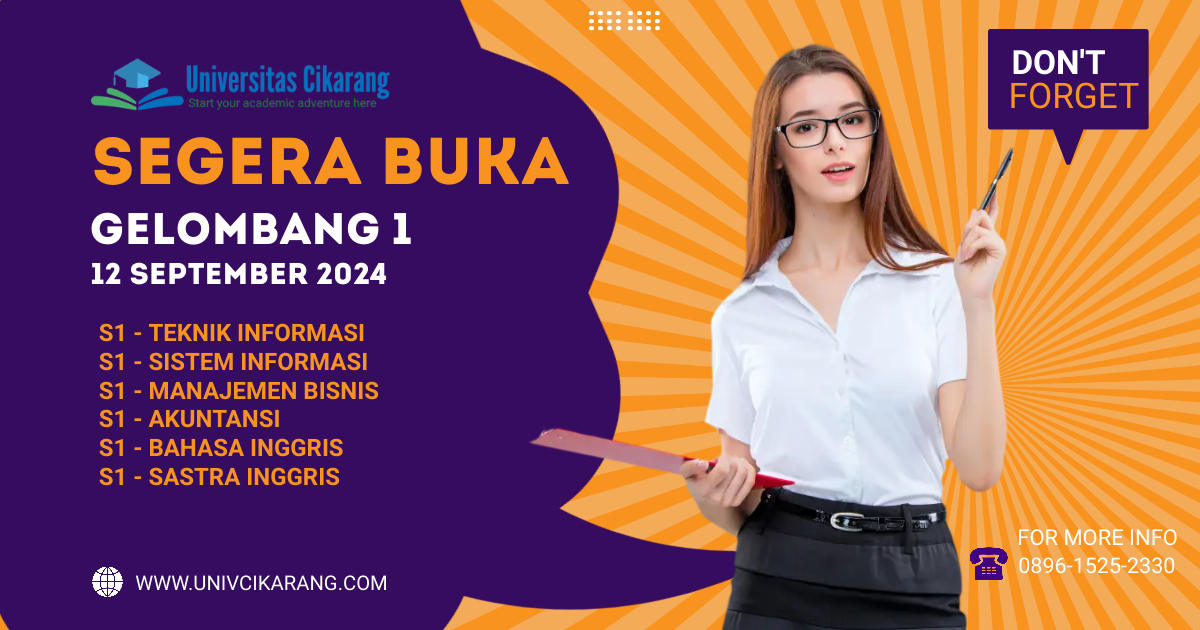 Universitas Cikarang
Start your academic adventure here
SEGERA BUKA
GELOMBANG 1
12 SEPTEMBER 2024
S1 - TEKNIK INFORMASI
S1 - SISTEM INFORMASI
S1 - MANAJEMEN BISNIS
S1 - AKUNTANSI
S1 - BAHASA INGGRIS
S1 - SASTRA INGGRIS
WWW.UNIVCIKARANG.COM
DON'T
FORGET
FOR MORE INFO
0896-1525-2330